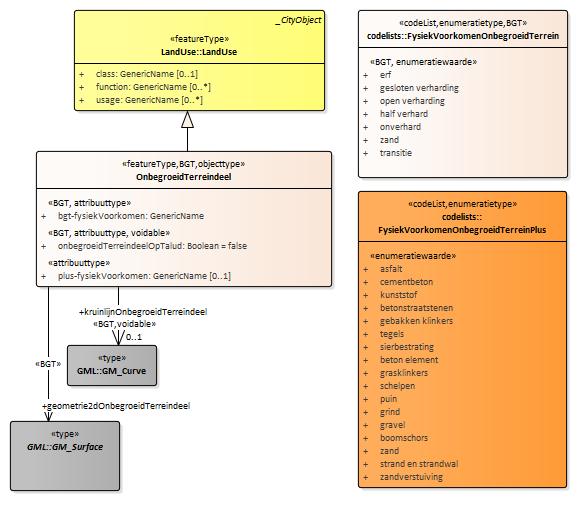 _CityObject
«featureType»
LandUse::LandUse
+ class: GenericName [0..1]
+ function: GenericName [0..*]
+ usage: GenericName [0..*]
«featureType,BGT,objecttype»
OnbegroeidTerreindeel
«BGT, attribuuttype»
+ bgt-fysiekVoorkomen: GenericName
«BGT, attribuuttype, voidable»
+ onbegroeidTerreindeelOpTalud: Boolean = false
«attribuuttype»
+ plus-fysiekVoorkomen: GenericName [0..1]
+kruinlijnOnbegroeidTerreindeel
«BGT,voidable»
0..1
«type»
GML::GM_Curve
«BGT»
+geometrie2dOnbegroeidTerreindeel
«type»
GML::GM_Surface
«codeList,enumeratietype,BGT»
codelists::FysiekVoorkomenOnbegroeidTerrein
«BGT, enumeratiewaarde»
+ erf
+ gesloten verharding
+ open verharding
+ half verhard
+ onverhard
+ zand
+ transitie
«codeList,enumeratietype»
codelists::
FysiekVoorkomenOnbegroeidTerreinPlus
«enumeratiewaarde»
+ asfalt
+ cementbeton
+ kunststof
+ betonstraatstenen
+ gebakken klinkers
+ tegels
+ sierbestrating
+ beton element
+ grasklinkers
+ schelpen
+ puin
+ grind
+ gravel
+ boomschors
+ zand
+ strand en strandwal
+ zandverstuiving